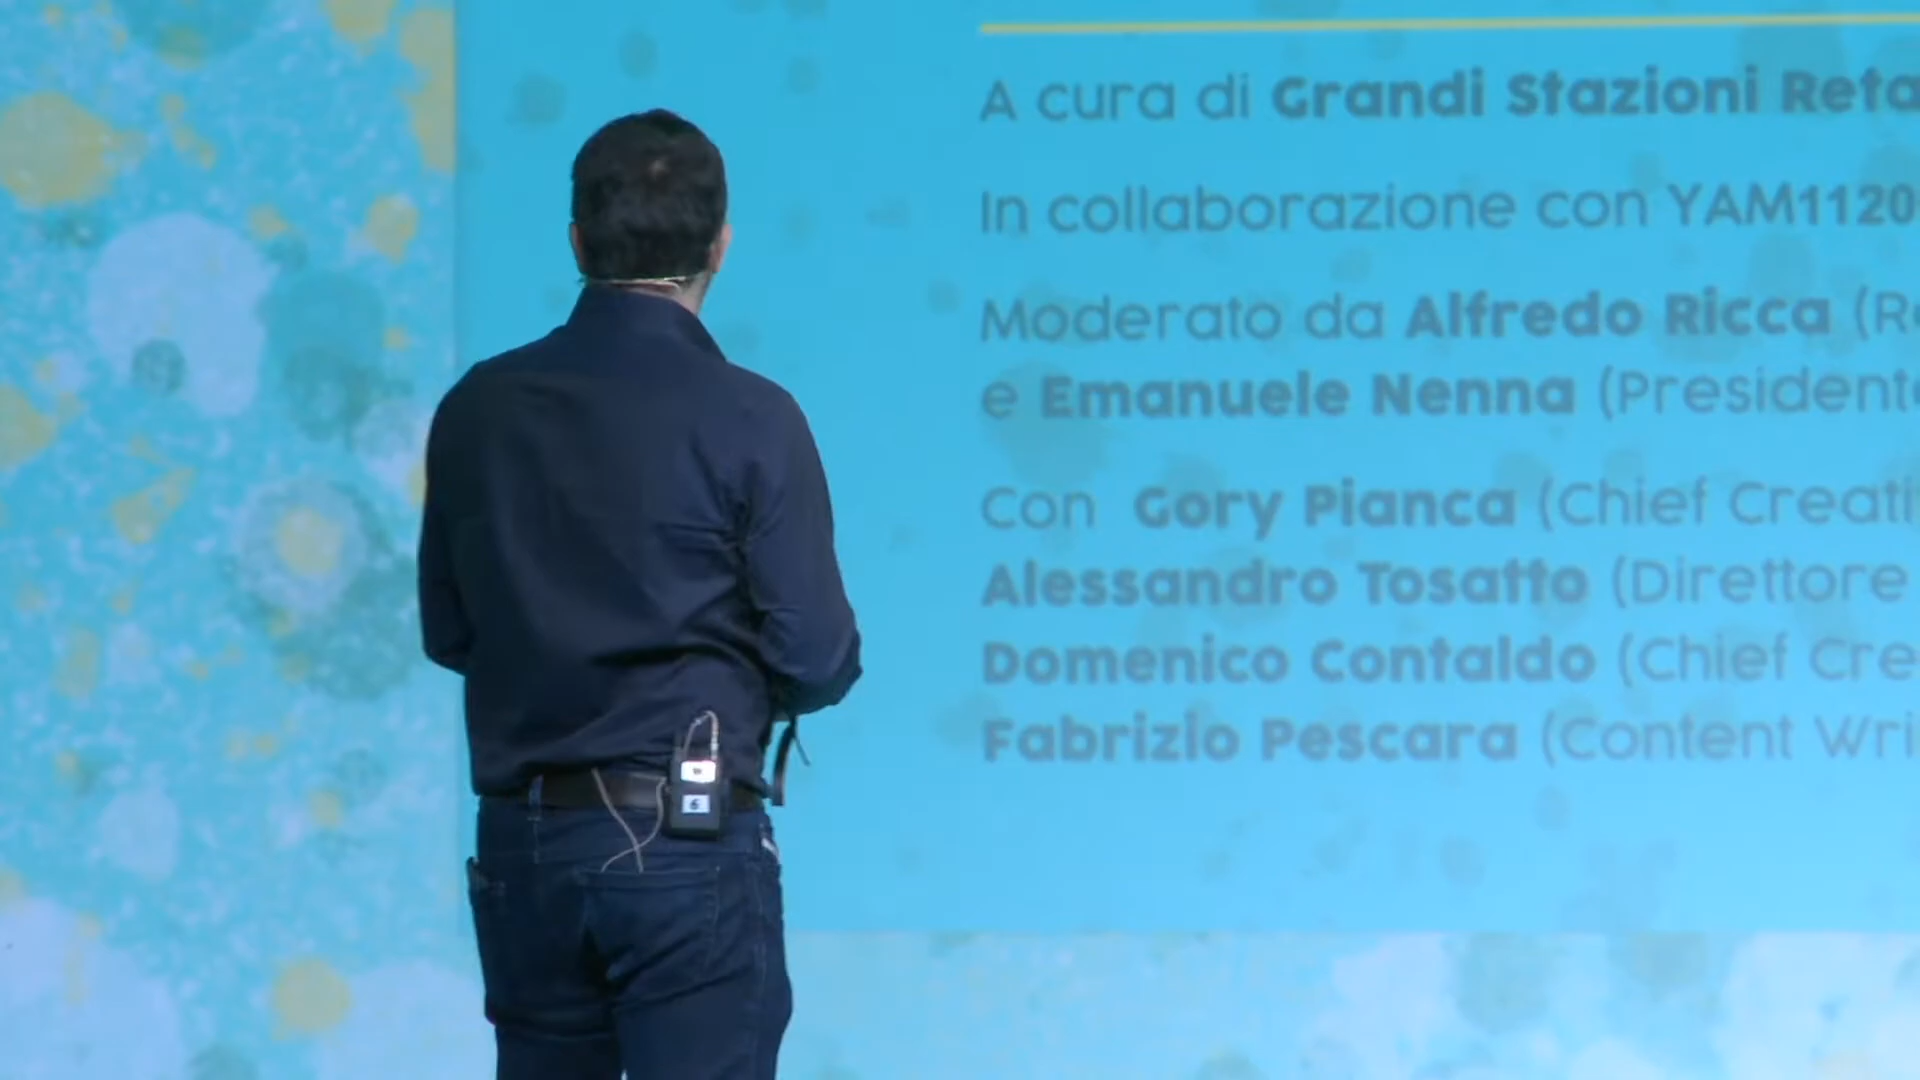 A cura di Grandi Stazioni Reta
In collaborazione con YAM1120
Moderato da Alfredo Ricca (R
e Emanuele Nenna (President
Con Gory Pianca (Chief Creati
Alessandro Tosatto (Direttore
Domenico Contaldo (Chief Cre
Fabrizio Pescara (Content Wri
6